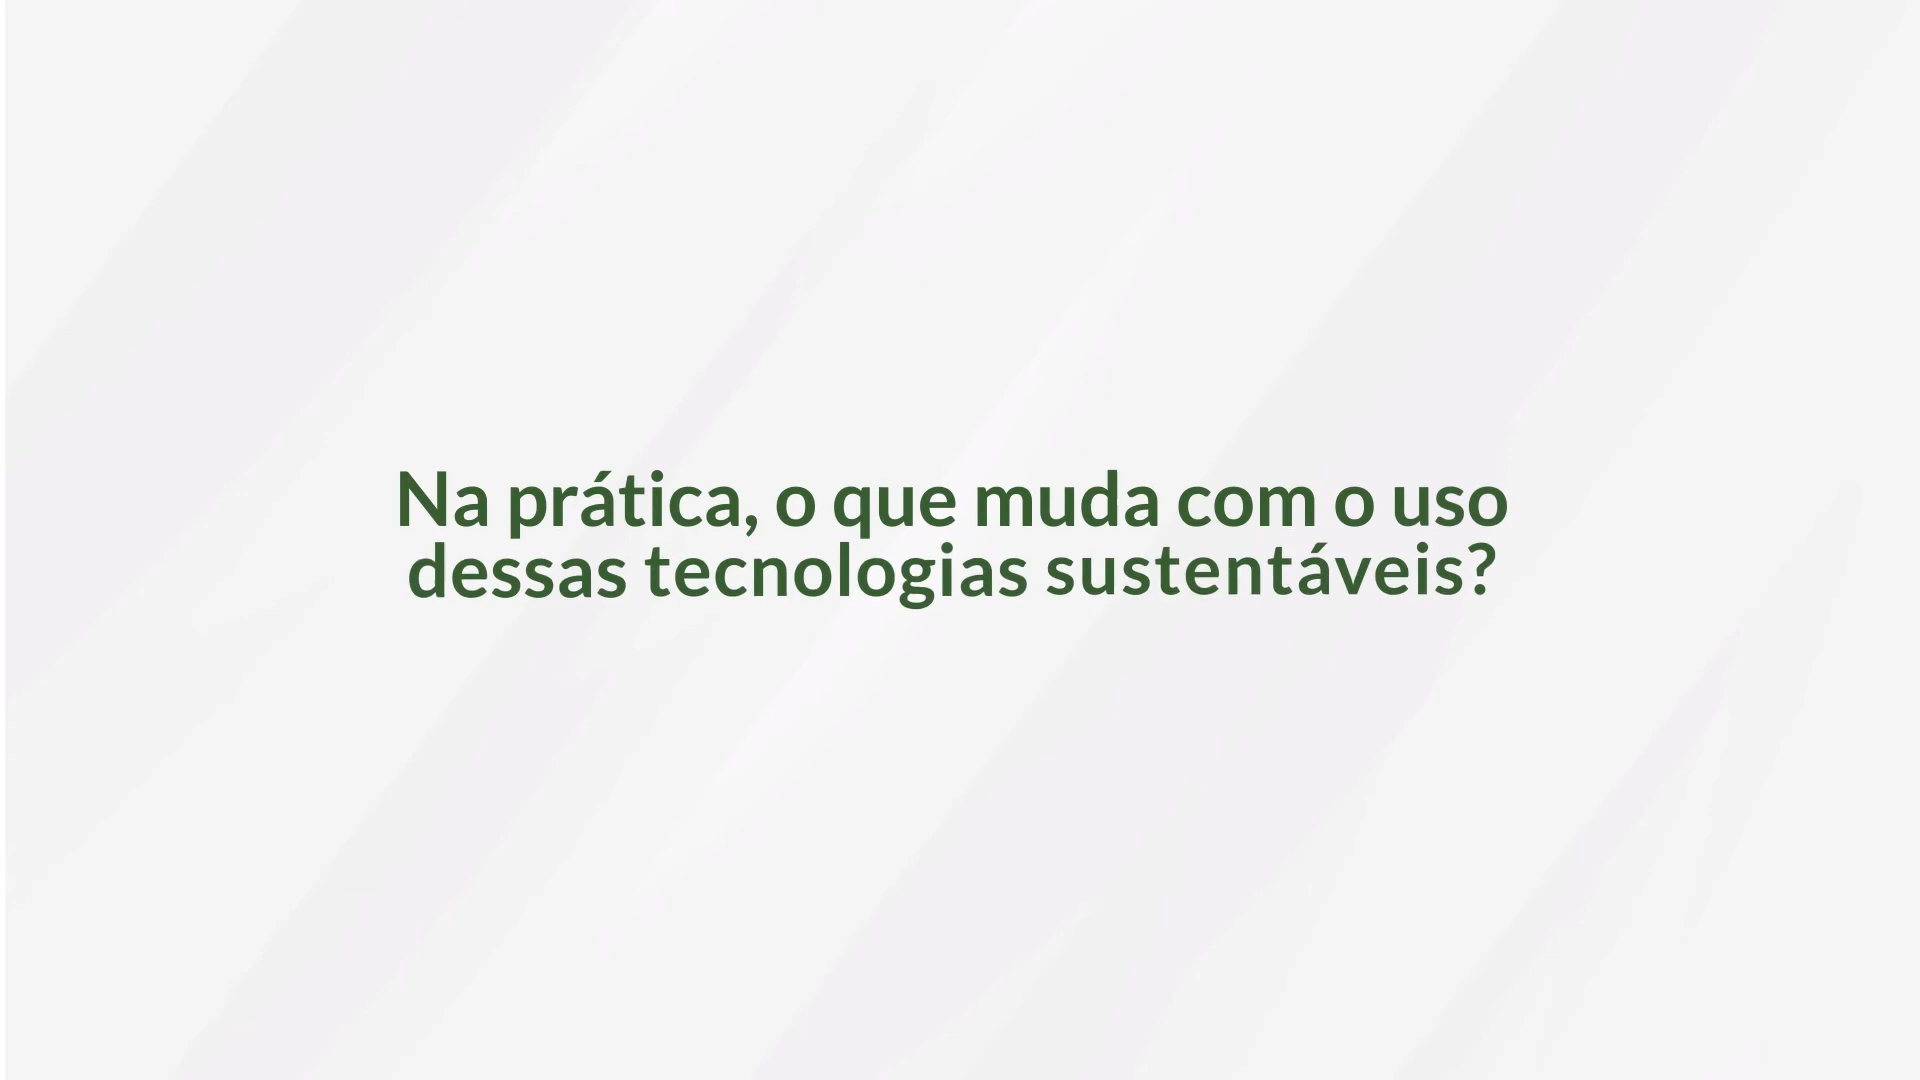 Na prática, o que muda com o uso
dessas tecnologias sustentáveis?